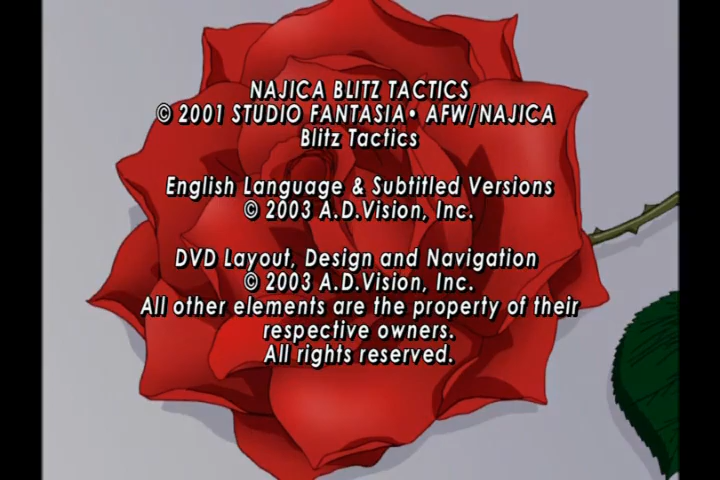 NAJICA BLITZ TACTICS
© 2001 STUDIO FANTASIA• AFW/NAJICA
Blitz Tactics
English Language & Subtitled Versions
© 2003 A.D.Vision, Inc.
DVD Layout, Design and Navigation
© 2003 A.D.Vision, Inc.
All other elements are the property of their
respective owners.
All rights reserved.